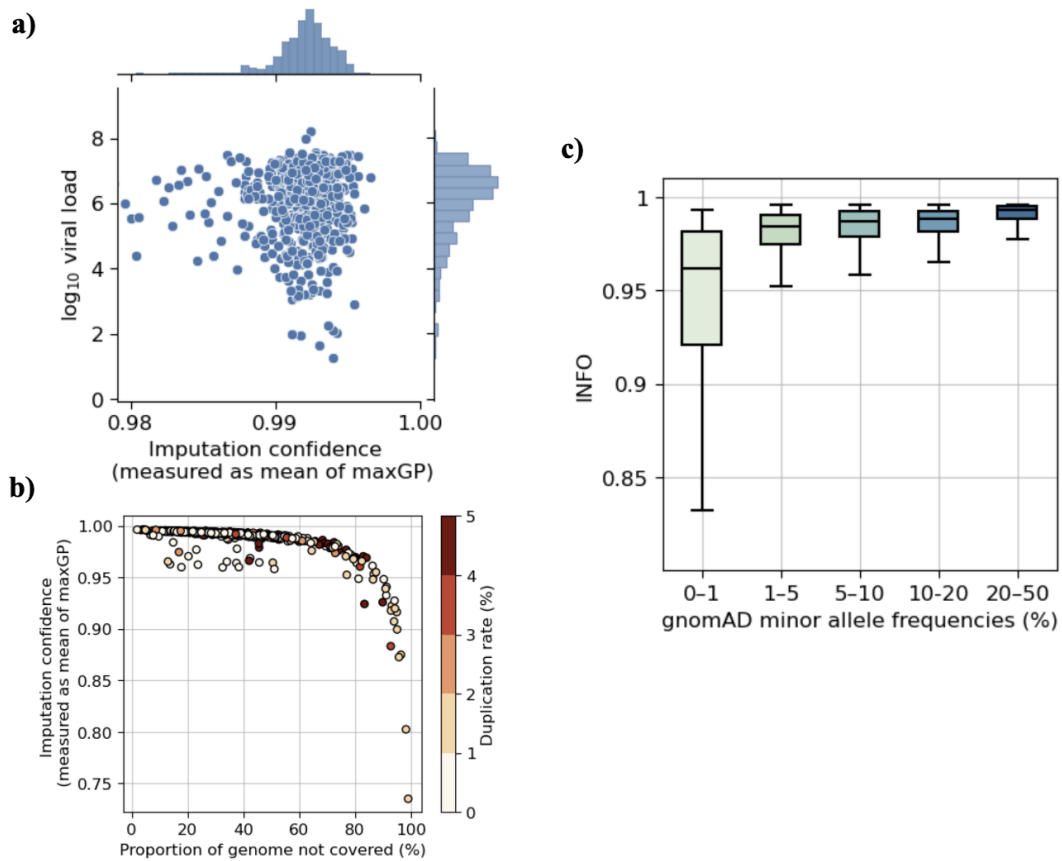 a)
log₁₀ viral load
8
6
4
2
0
0.98 0.99 1.00
Imputation confidence
(measured as mean of maxGP)
b)
Imputation confidence
(measured as mean of maxGP)
1.00
0.95
0.90
0.85
0.80
0.75
0 20 40 60 80 100
Proportion of genome not covered (%)
5
4
3
2
1
0
Duplication rate (%)
c)
INFO
1
0.95
0.9
0.85
0–1 1–5 5–10 10–20 20–50
gnomAD minor allele frequencies (%)